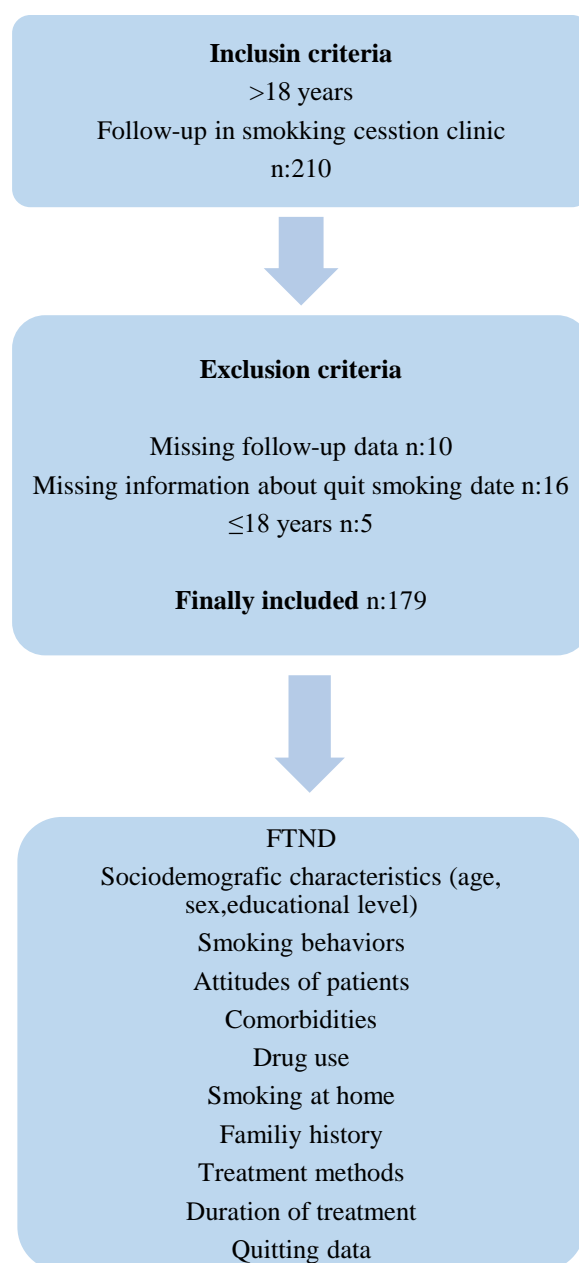 Inclusin criteria
>18 years
Follow-up in smokking cesstion clinic
n:210
Exclusion criteria
Missing follow-up data n:10
Missing information about quit smoking date n:16
≤18 years n:5
Finally included n:179
FTND
Sociodemografic characteristics (age,
sex,educational level)
Smoking behaviors
Attitudes of patients
Comorbidities
Drug use
Smoking at home
Familiy history
Treatment methods
Duration of treatment
Quitting data